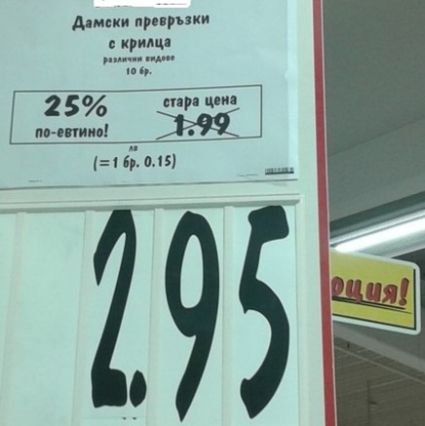 Дамски превръзки
с крилца
различни видове
10 бр.
25%
по-евтино!
стара цена
1.99
лв
(=1 бр. 0.15)
2.95
оция!